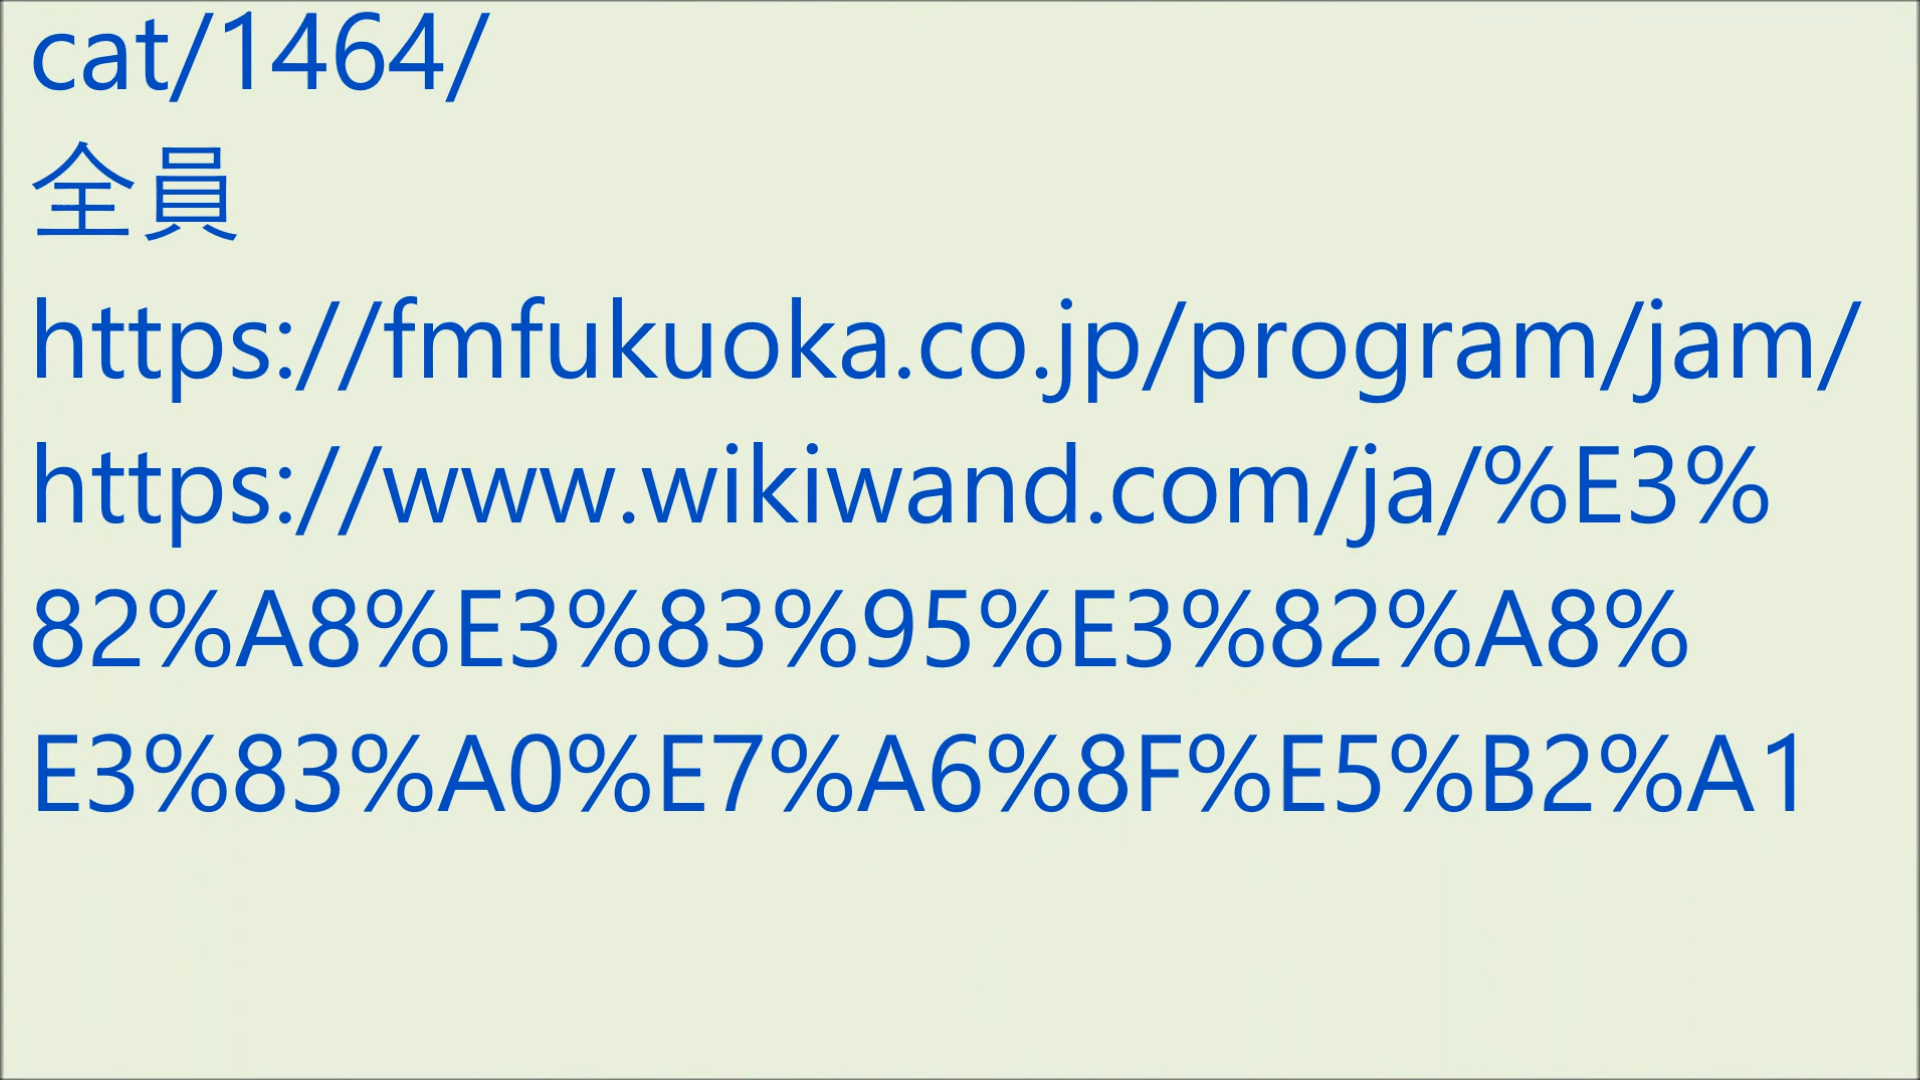 cat/1464/
全員
https://fmfukuoka.co.jp/program/jam/
https://www.wikiwand.com/ja/%E3%
82%A8%E3%83%95%E3%82%A8%
E3%83%A0%E7%A6%8F%E5%B2%A1